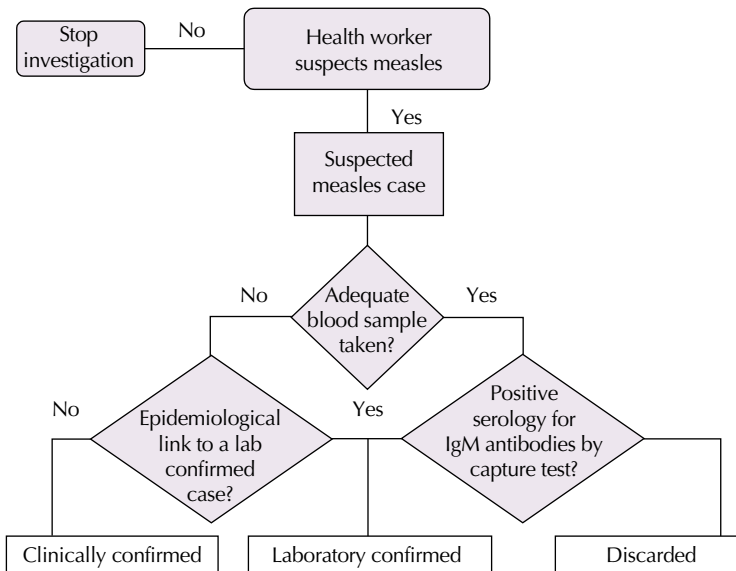 Stop
investigation
No
Health worker
suspects measles
Yes
Suspected
measles case
No
Adequate
blood sample
taken?
Yes
No
Epidemiological
link to a lab
confirmed
case?
Yes
Positive
serology for
IgM antibodies by
capture test?
Clinically confirmed
Laboratory confirmed
Discarded